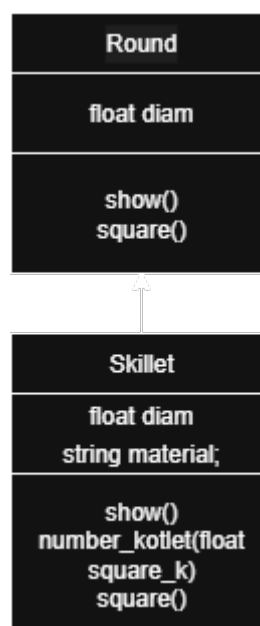 Round
float diam
show()
square()
Skillet
float diam
string material;
show()
number_kotlet(float
square_k)
square()